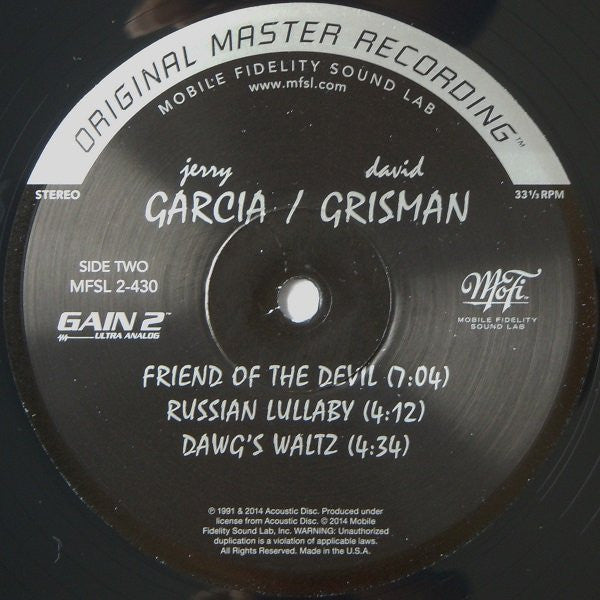 ORIGINAL MASTER RECORDING™
MOBILE FIDELITY SOUND LAB
www.mfsl.com
jerry david
GARCIA / GRISMAN
STEREO
33⅓ RPM
SIDE TWO
MFSL 2-430
GAIN 2™
ULTRA ANALOG
MoFi™
MOBILE FIDELITY
SOUND LAB
FRIEND OF THE DEVIL (7:04)
RUSSIAN LULLABY (4:12)
DAWG'S WALTZ (4:34)
℗ 1991 & 2014 Acoustic Disc. Produced under
license from Acoustic Disc. © 2014 Mobile
Fidelity Sound Lab, Inc. WARNING: Unauthorized
duplication is a violation of applicable laws.
All Rights Reserved. Made in the U.S.A.